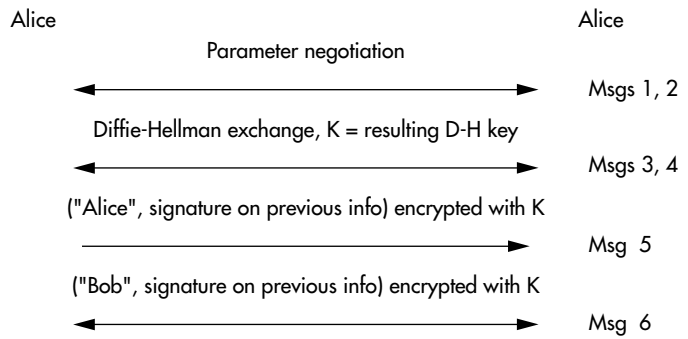 Alice Alice
Parameter negotiation
Msgs 1, 2
Diffie-Hellman exchange, K = resulting D-H key
Msgs 3, 4
("Alice", signature on previous info) encrypted with K
Msg 5
("Bob", signature on previous info) encrypted with K
Msg 6